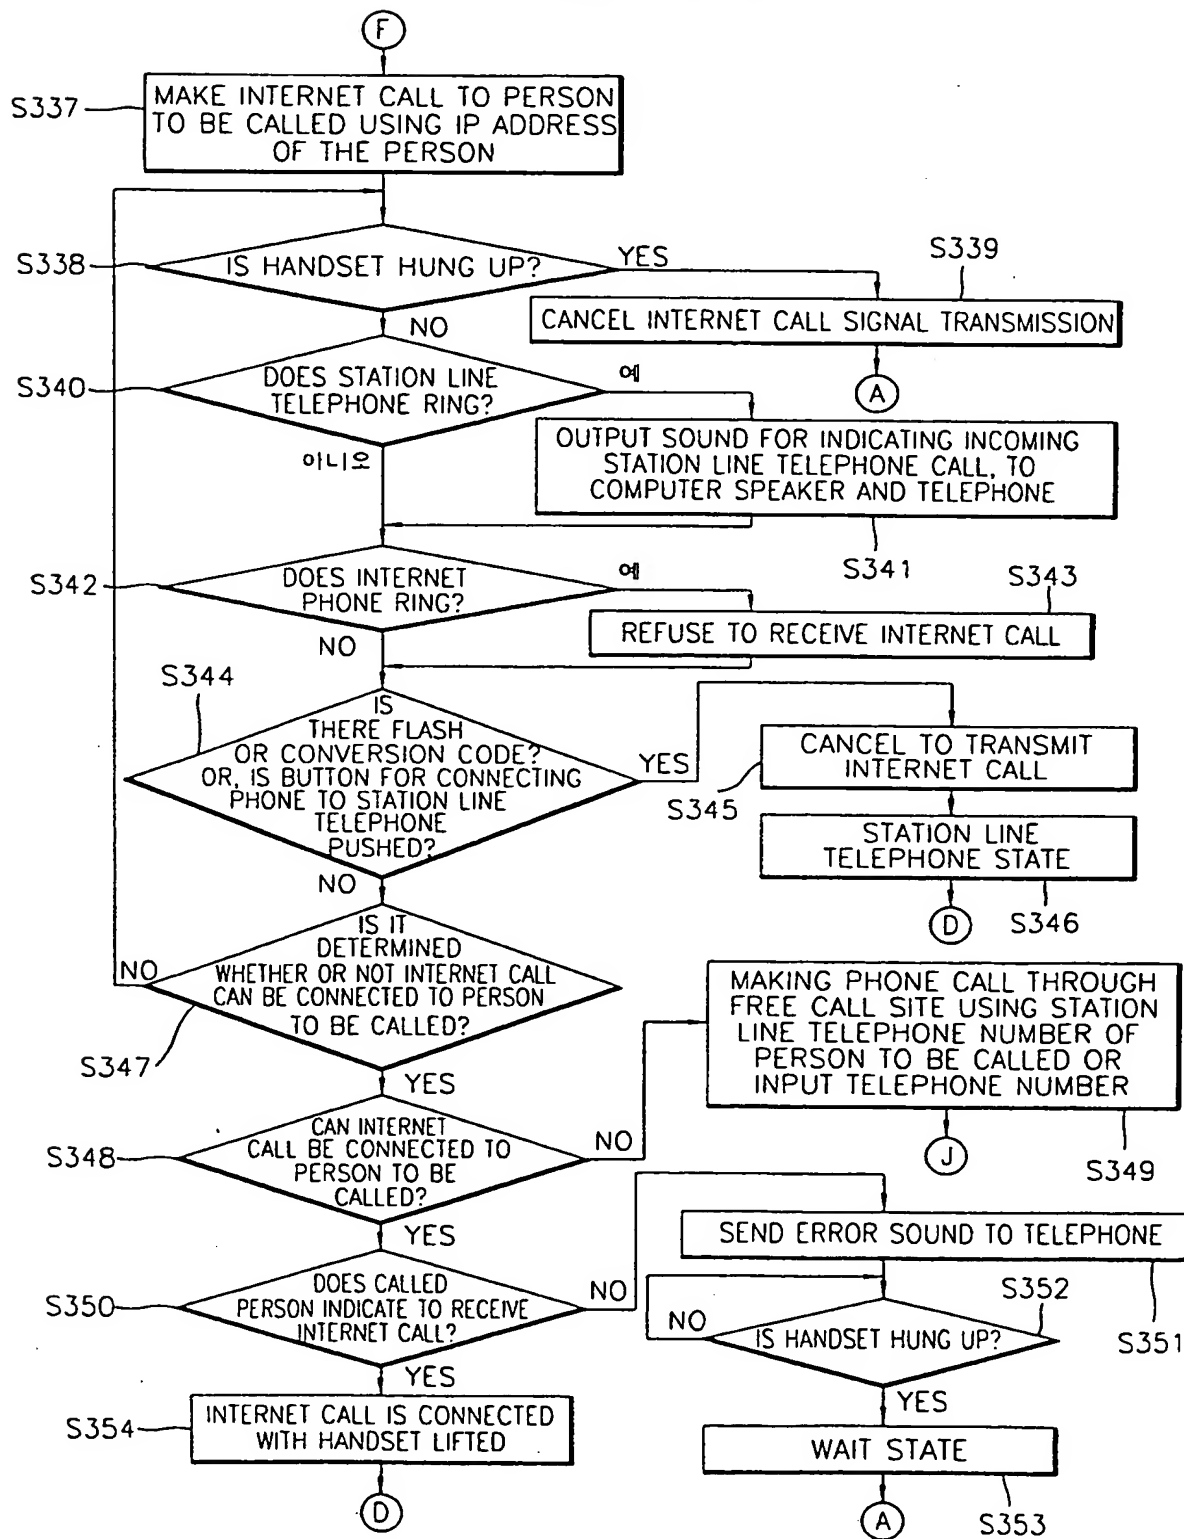 F
S337
MAKE INTERNET CALL TO PERSON
TO BE CALLED USING IP ADDRESS
OF THE PERSON
S338
IS HANDSET HUNG UP?
YES
S339
CANCEL INTERNET CALL SIGNAL TRANSMISSION
A
NO
S340
DOES STATION LINE
TELEPHONE RING?
예
OUTPUT SOUND FOR INDICATING INCOMING
STATION LINE TELEPHONE CALL, TO
COMPUTER SPEAKER AND TELEPHONE
S341
이니오
S342
DOES INTERNET
PHONE RING?
예
S343
REFUSE TO RECEIVE INTERNET CALL
NO
S344
IS
THERE FLASH
OR CONVERSION CODE?
OR, IS BUTTON FOR CONNECTING
PHONE TO STATION LINE
TELEPHONE
PUSHED?
YES
CANCEL TO TRANSMIT
INTERNET CALL
S345
STATION LINE
TELEPHONE STATE
S346
D
NO
IS IT
DETERMINED
WHETHER OR NOT INTERNET CALL
CAN BE CONNECTED TO PERSON
TO BE CALLED?
NO
S347
YES
CAN INTERNET
CALL BE CONNECTED TO
PERSON TO BE
CALLED?
S348
NO
MAKING PHONE CALL THROUGH
FREE CALL SITE USING STATION
LINE TELEPHONE NUMBER OF
PERSON TO BE CALLED OR
INPUT TELEPHONE NUMBER
S349
J
YES
S350
DOES CALLED
PERSON INDICATE TO RECEIVE
INTERNET CALL?
NO
SEND ERROR SOUND TO TELEPHONE
S351
S352
IS HANDSET HUNG UP?
NO
YES
WAIT STATE
S353
A
YES
S354
INTERNET CALL IS CONNECTED
WITH HANDSET LIFTED
D